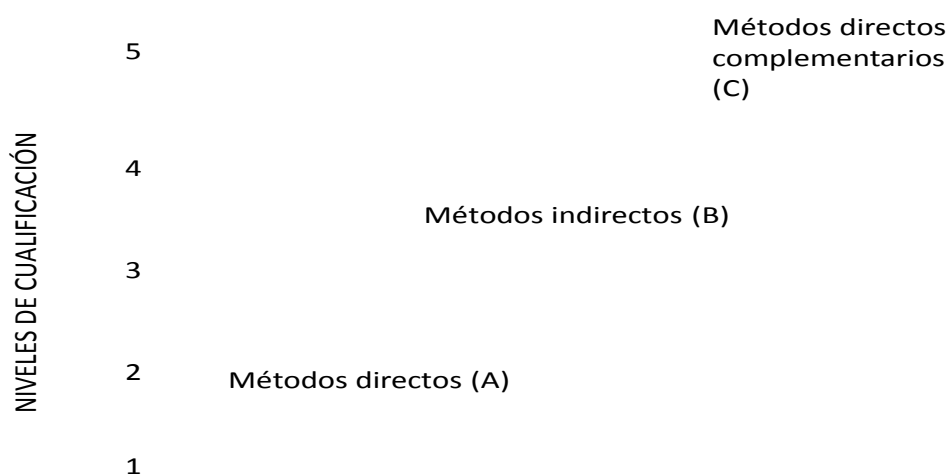 Métodos directos
complementarios
(C)
5
4
Métodos indirectos (B)
3
2
Métodos directos (A)
1
NIVELES DE CUALIFICACIÓN